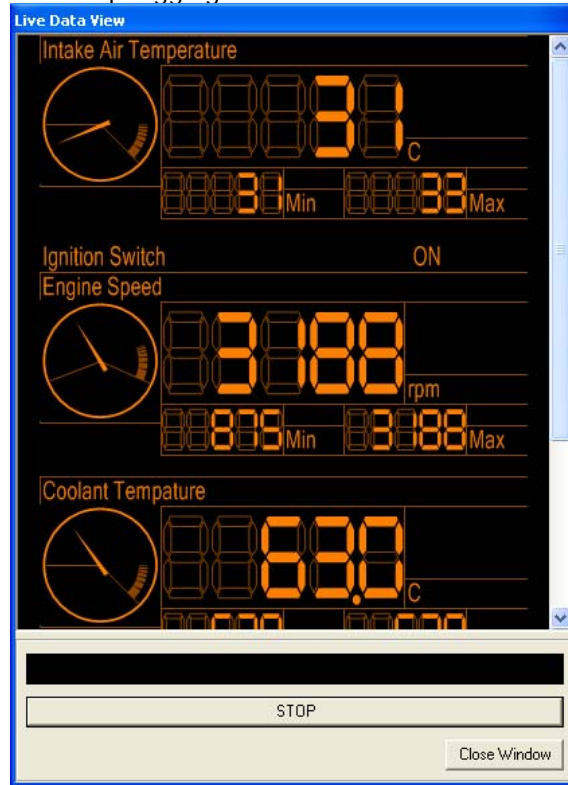 Live Data View
Intake Air Temperature
31 C
31 Min 33 Max
Ignition Switch ON
Engine Speed
3188 rpm
875 Min 3188 Max
Coolant Tempature
63.0 C
STOP
Close Window